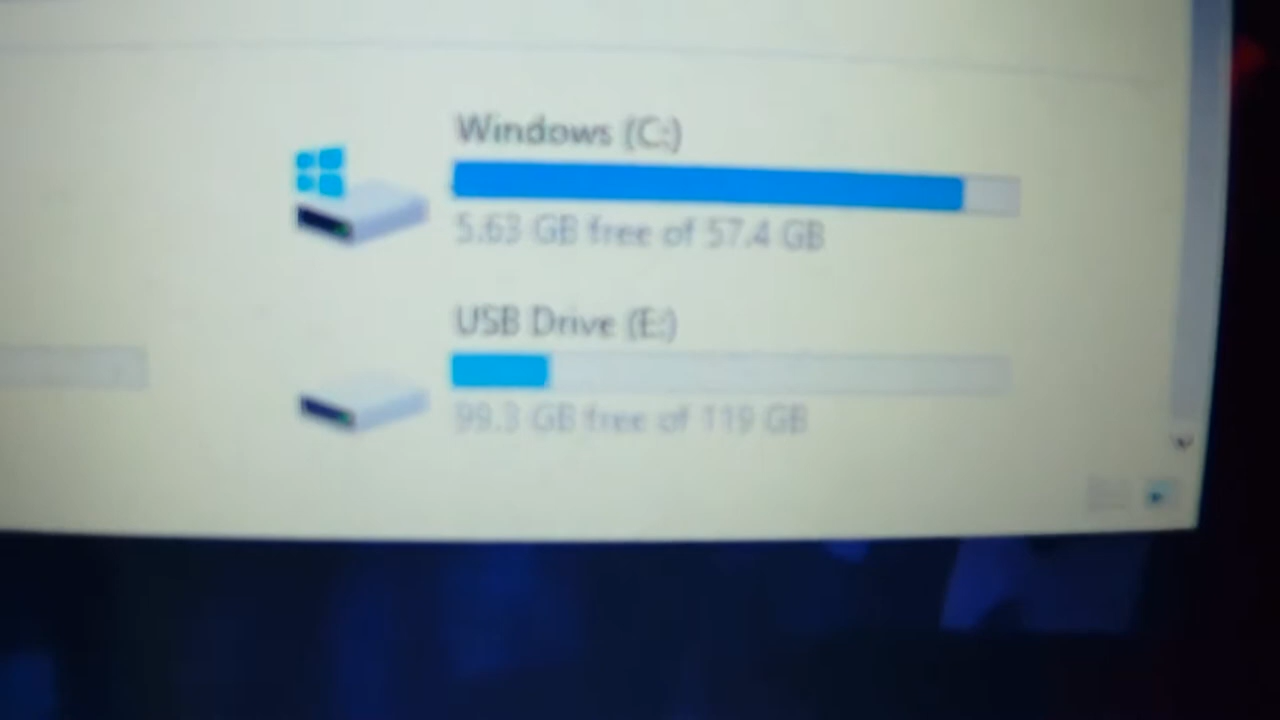 Windows (C:)
5.63 GB free of 57.4 GB
USB Drive (E:)
99.3 GB free of 119 GB